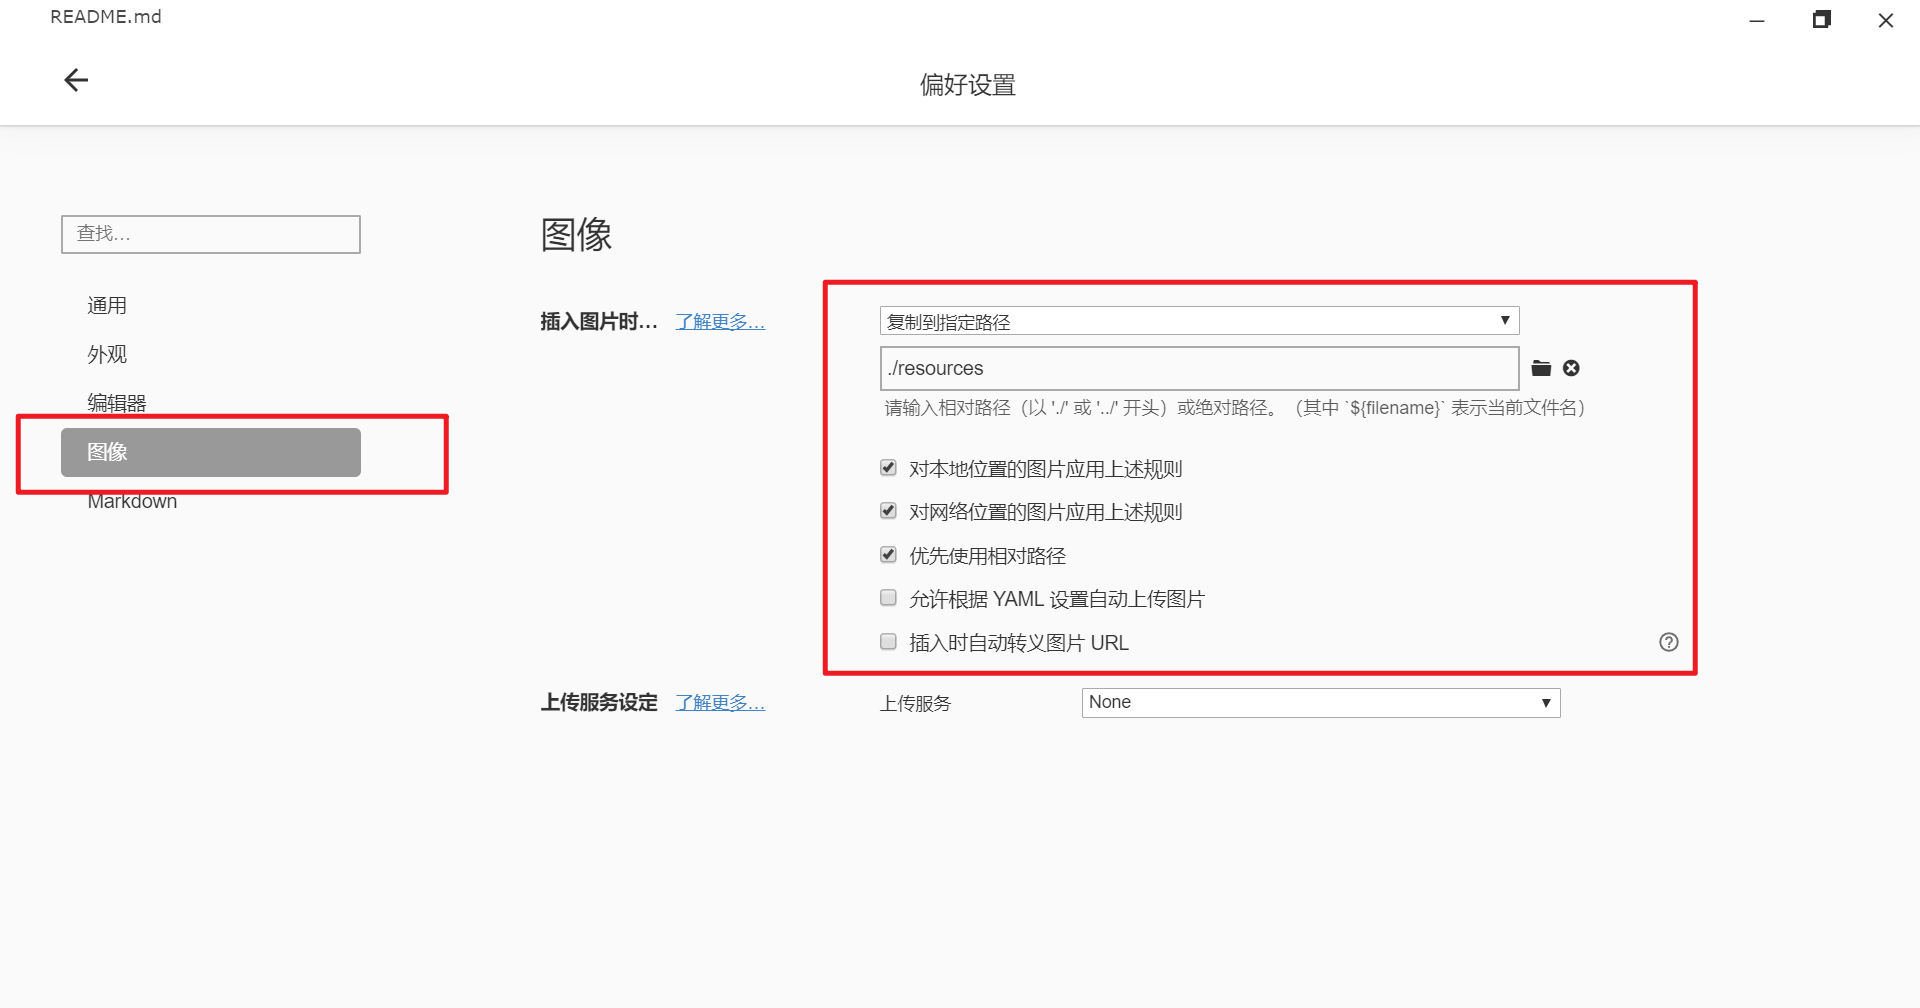 README.md
偏好设置
查找...
通用
外观
编辑器
图像
Markdown
图像
插入图片时... 了解更多...
复制到指定路径
./resources
请输入相对路径（以 './' 或 '../' 开头）或绝对路径。（其中 `${filename}` 表示当前文件名）
对本地位置的图片应用上述规则
对网络位置的图片应用上述规则
优先使用相对路径
允许根据 YAML 设置自动上传图片
插入时自动转义图片 URL
上传服务设定 了解更多...
上传服务 None